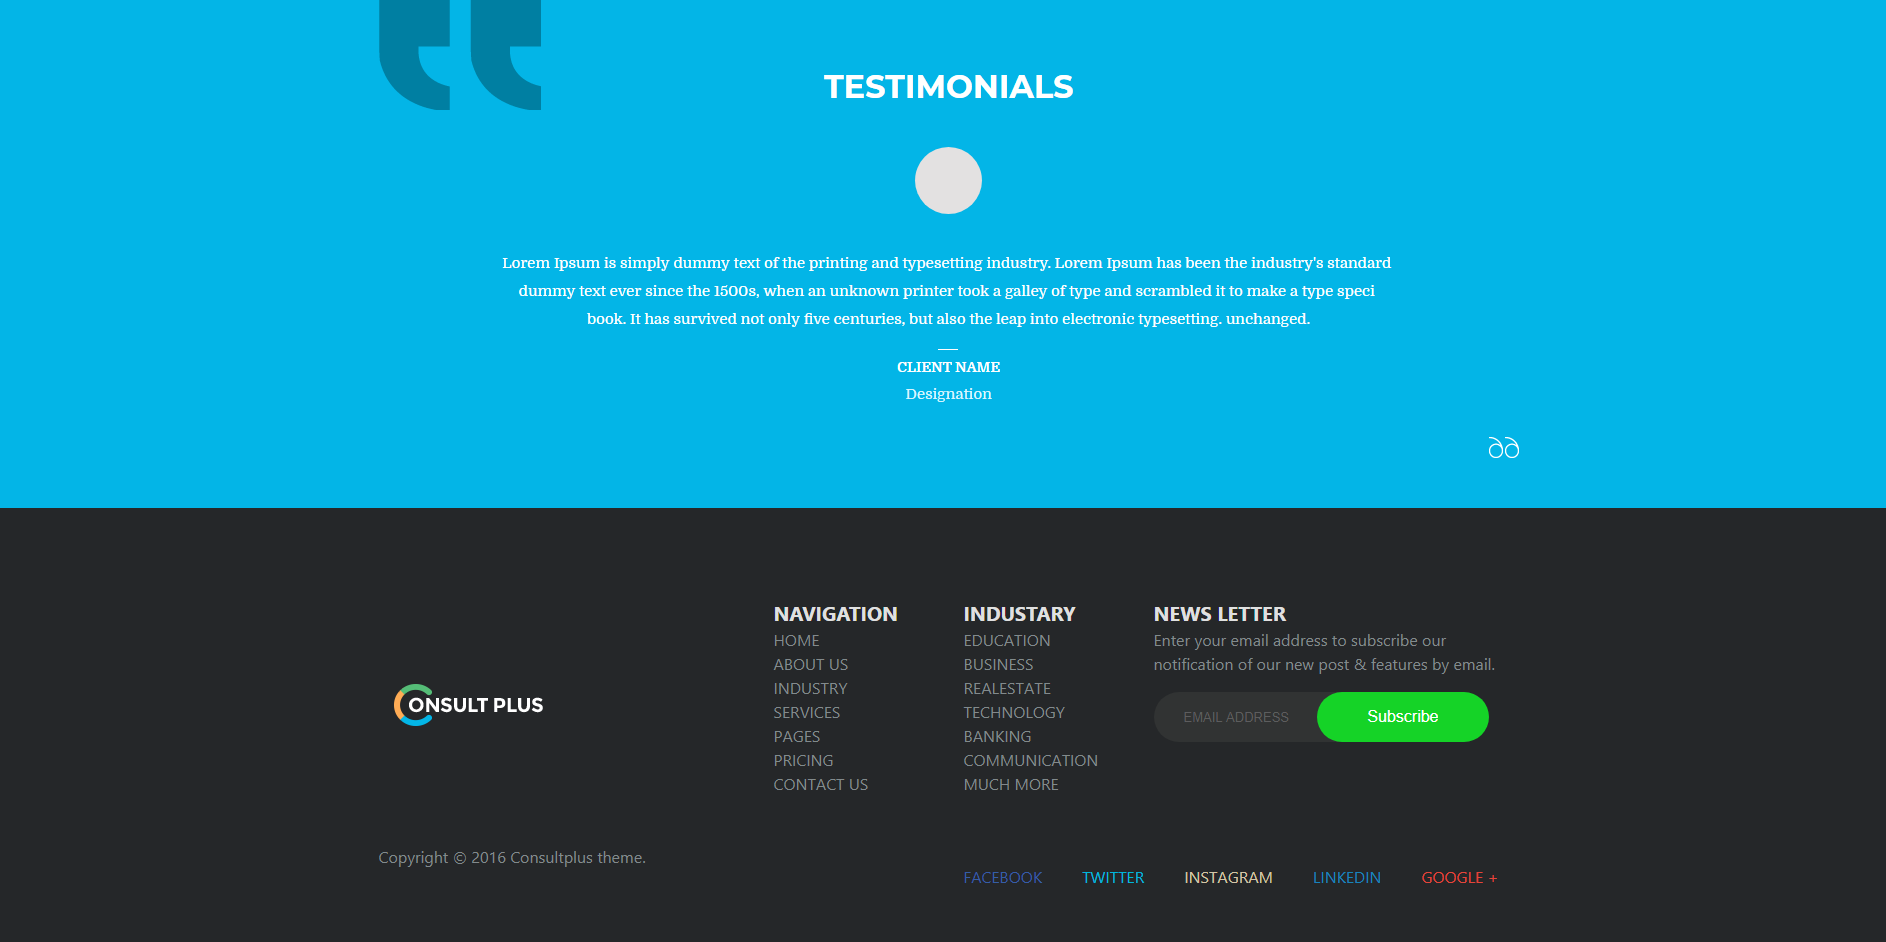 TESTIMONIALS
Lorem Ipsum is simply dummy text of the printing and typesetting industry. Lorem Ipsum has been the industry's standard
dummy text ever since the 1500s, when an unknown printer took a galley of type and scrambled it to make a type speci
book. It has survived not only five centuries, but also the leap into electronic typesetting. unchanged.
CLIENT NAME
Designation
ONSULT PLUS
NAVIGATION
HOME
ABOUT US
INDUSTRY
SERVICES
PAGES
PRICING
CONTACT US
INDUSTARY
EDUCATION
BUSINESS
REALESTATE
TECHNOLOGY
BANKING
COMMUNICATION
MUCH MORE
NEWS LETTER
Enter your email address to subscribe our
notification of our new post & features by email.
EMAIL ADDRESS Subscribe
Copyright © 2016 Consultplus theme.
FACEBOOK TWITTER INSTAGRAM LINKEDIN GOOGLE +